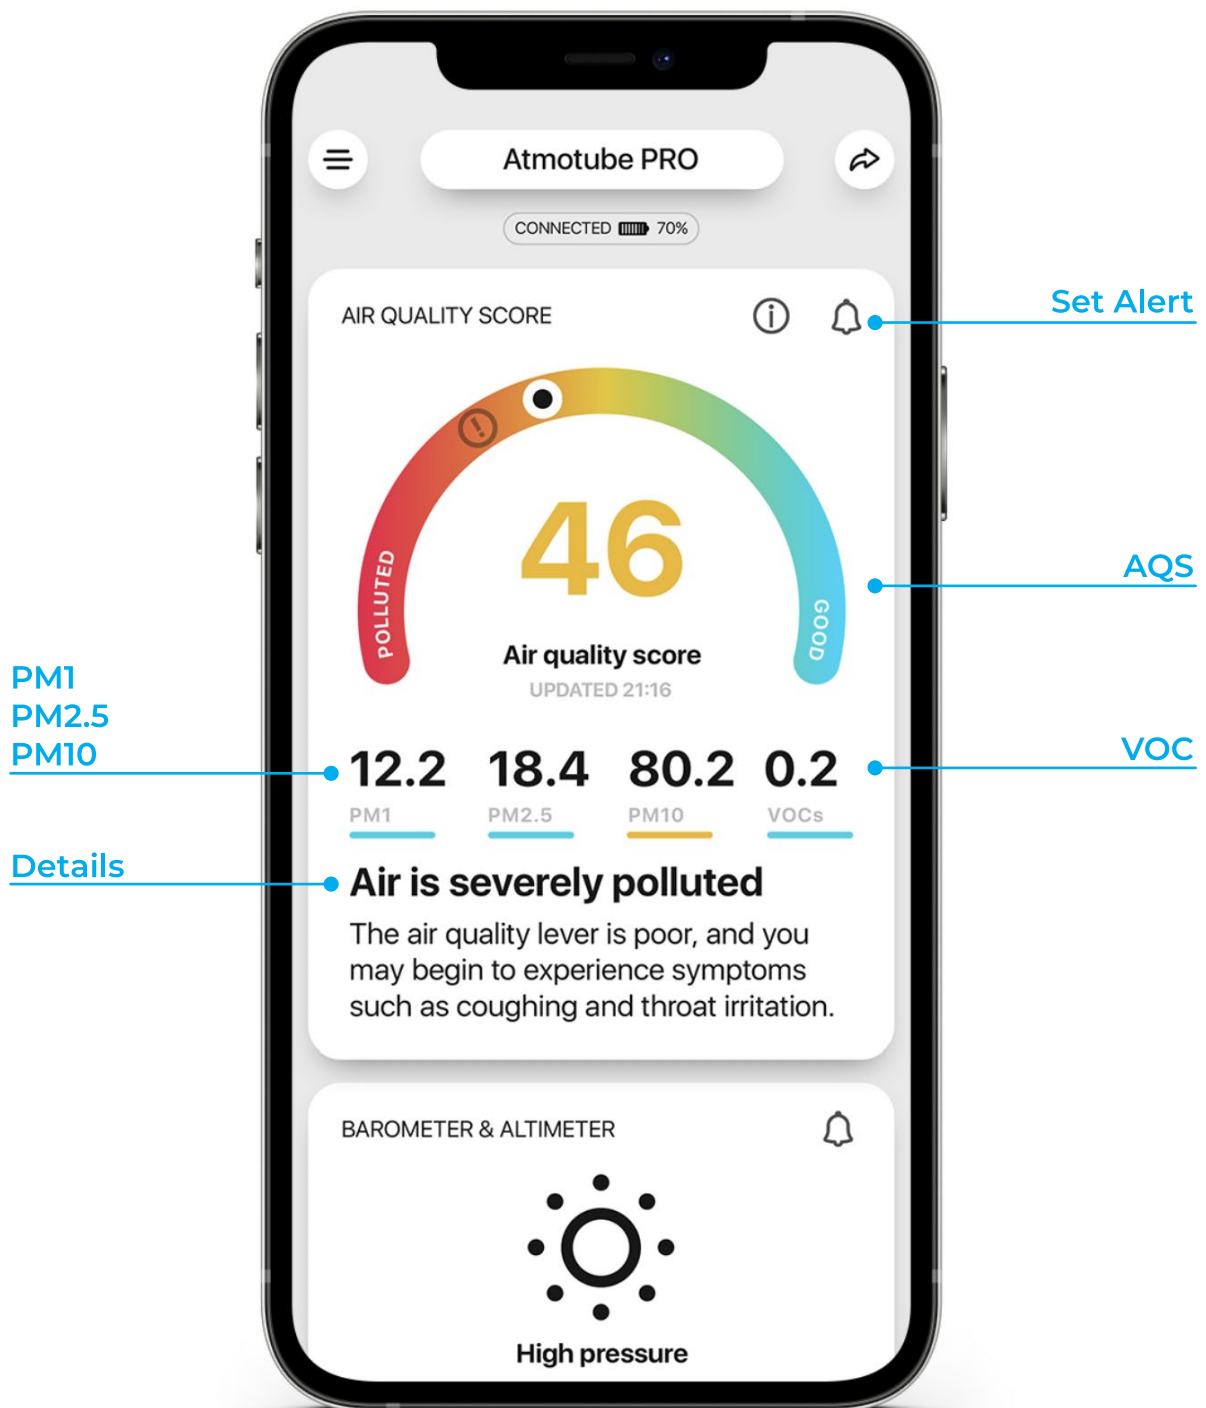 Atmotube PRO
CONNECTED 70%
AIR QUALITY SCORE
Set Alert
POLLUTED
46
GOOD
AQS
Air quality score
UPDATED 21:16
PM1
PM2.5
PM10
12.2 18.4 80.2 0.2
VOC
PM1 PM2.5 PM10 VOCs
Details
Air is severely polluted
The air quality lever is poor, and you
may begin to experience symptoms
such as coughing and throat irritation.
BAROMETER & ALTIMETER
High pressure